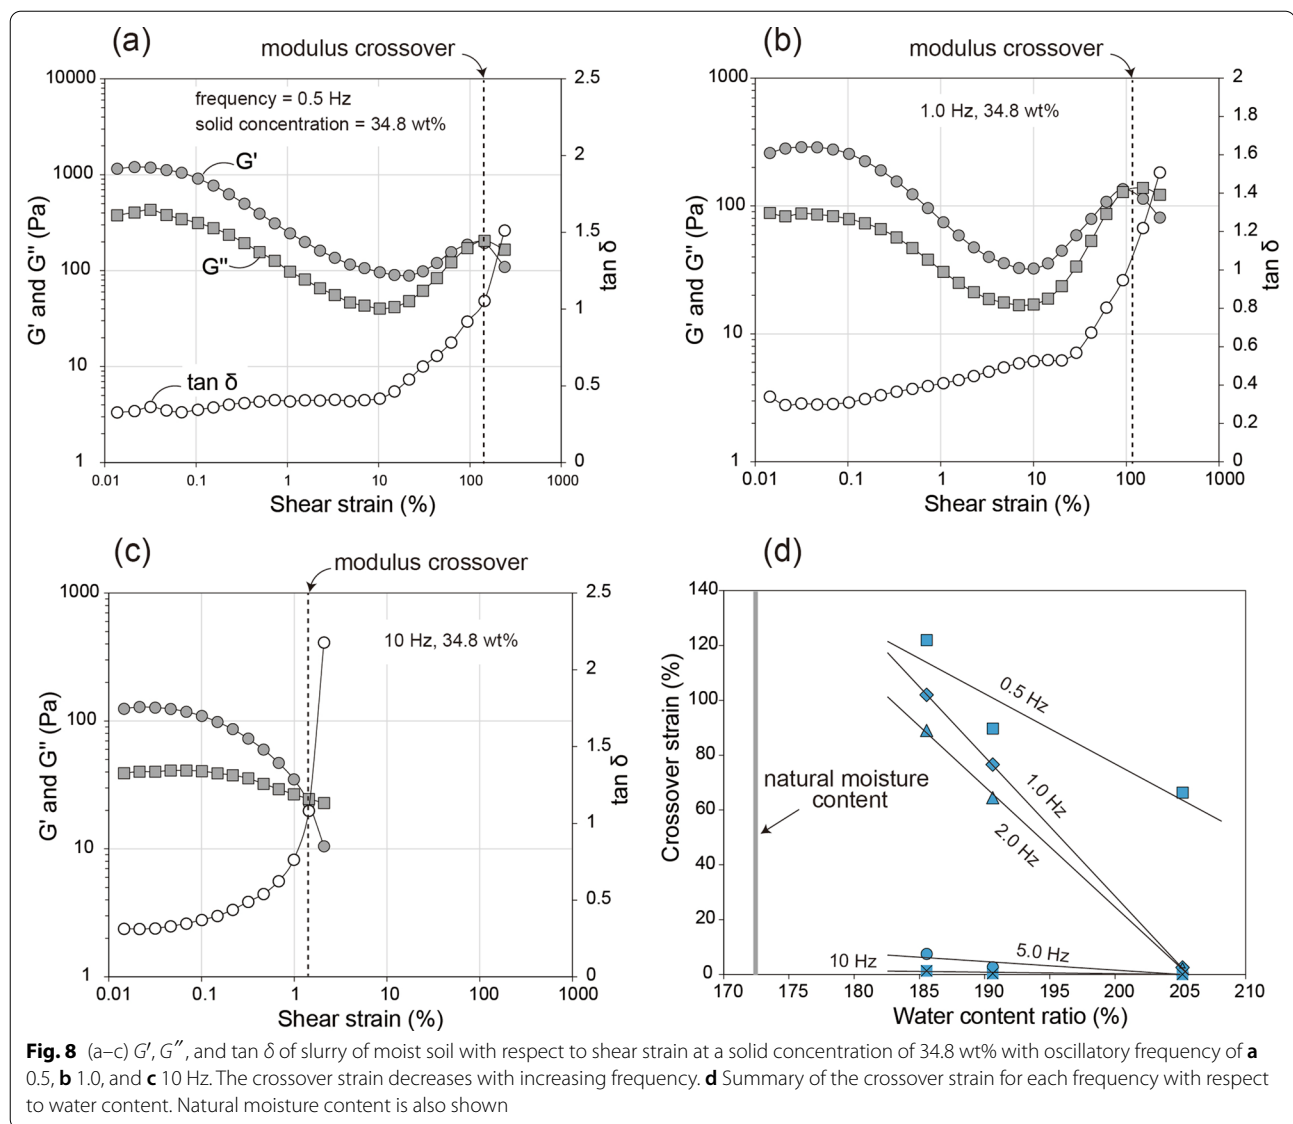 (a)
modulus crossover
10000
1000
100
10
1
G' and G" (Pa)
frequency = 0.5 Hz
solid concentration = 34.8 wt%
G'
G"
tan δ
2.5
2
1.5
1
0.5
0
tan δ
0.01 0.1 1 10 100 1000
Shear strain (%)
(b)
modulus crossover
1000
100
10
1
G' and G" (Pa)
1.0 Hz, 34.8 wt%
2
1.8
1.6
1.4
1.2
1
0.8
0.6
0.4
0.2
0
tan δ
0.01 0.1 1 10 100 1000
Shear strain (%)
(c)
modulus crossover
1000
100
10
1
G' and G" (Pa)
10 Hz, 34.8 wt%
2.5
2
1.5
1
0.5
0
tan δ
0.01 0.1 1 10 100 1000
Shear strain (%)
(d)
140
120
100
80
60
40
20
0
Crossover strain (%)
natural moisture
content
0.5 Hz
1.0 Hz
2.0 Hz
5.0 Hz
10 Hz
170 175 180 185 190 195 200 205 210
Water content ratio (%)
Fig. 8 (a–c) G′, G″, and tan δ of slurry of moist soil with respect to shear strain at a solid concentration of 34.8 wt% with oscillatory frequency of a
0.5, b 1.0, and c 10 Hz. The crossover strain decreases with increasing frequency. d Summary of the crossover strain for each frequency with respect
to water content. Natural moisture content is also shown